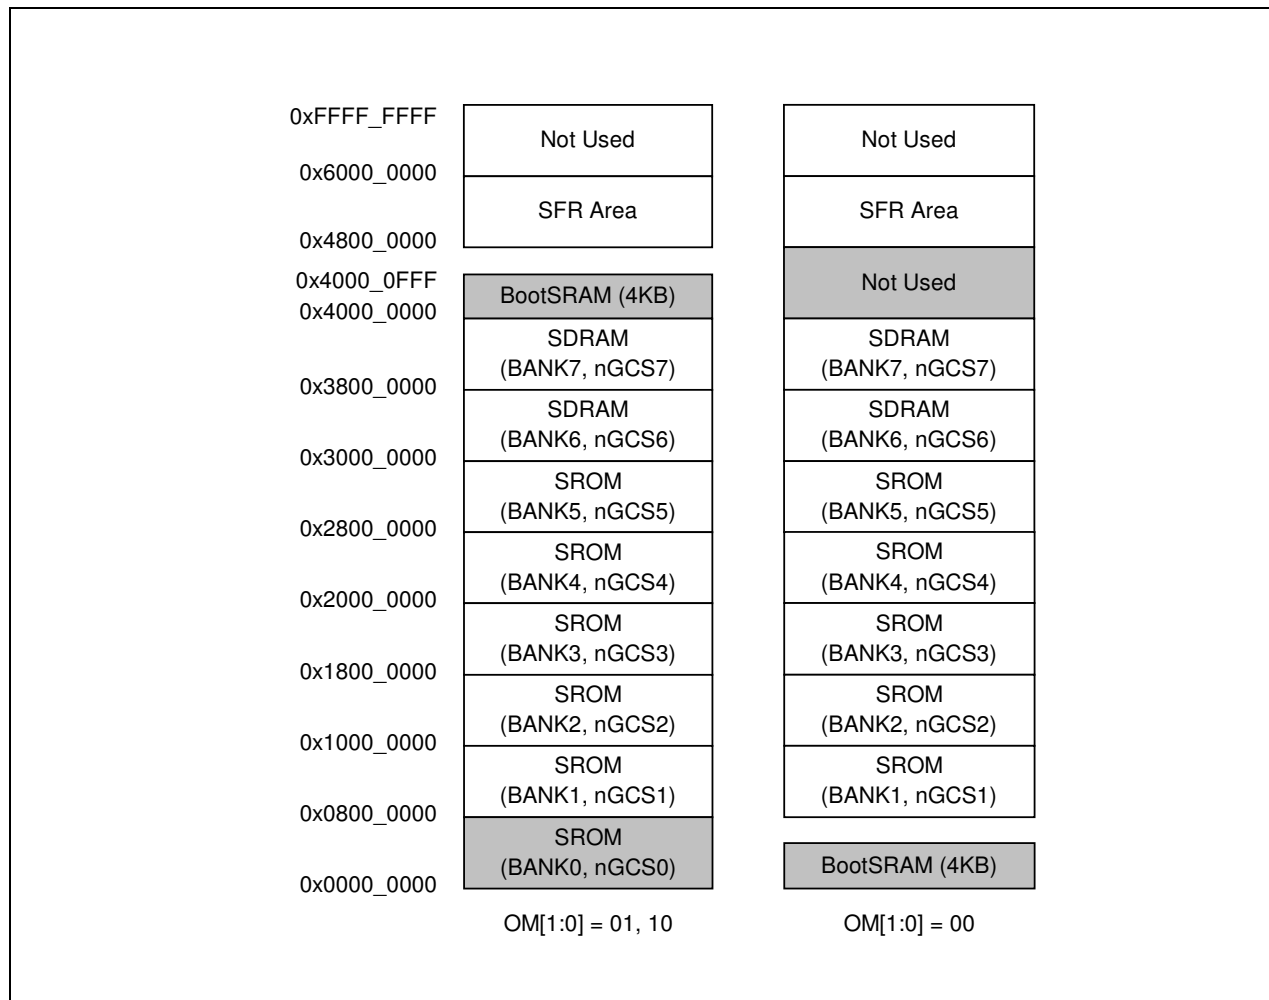 0xFFFF_FFFF
Not Used
Not Used
0x6000_0000
SFR Area
SFR Area
0x4800_0000
0x4000_0FFF
Not Used
BootSRAM (4KB)
0x4000_0000
SDRAM
(BANK7, nGCS7)
SDRAM
(BANK7, nGCS7)
0x3800_0000
SDRAM
(BANK6, nGCS6)
SDRAM
(BANK6, nGCS6)
0x3000_0000
SROM
(BANK5, nGCS5)
SROM
(BANK5, nGCS5)
0x2800_0000
SROM
(BANK4, nGCS4)
SROM
(BANK4, nGCS4)
0x2000_0000
SROM
(BANK3, nGCS3)
SROM
(BANK3, nGCS3)
0x1800_0000
SROM
(BANK2, nGCS2)
SROM
(BANK2, nGCS2)
0x1000_0000
SROM
(BANK1, nGCS1)
SROM
(BANK1, nGCS1)
0x0800_0000
SROM
(BANK0, nGCS0)
BootSRAM (4KB)
0x0000_0000
OM[1:0] = 01, 10
OM[1:0] = 00